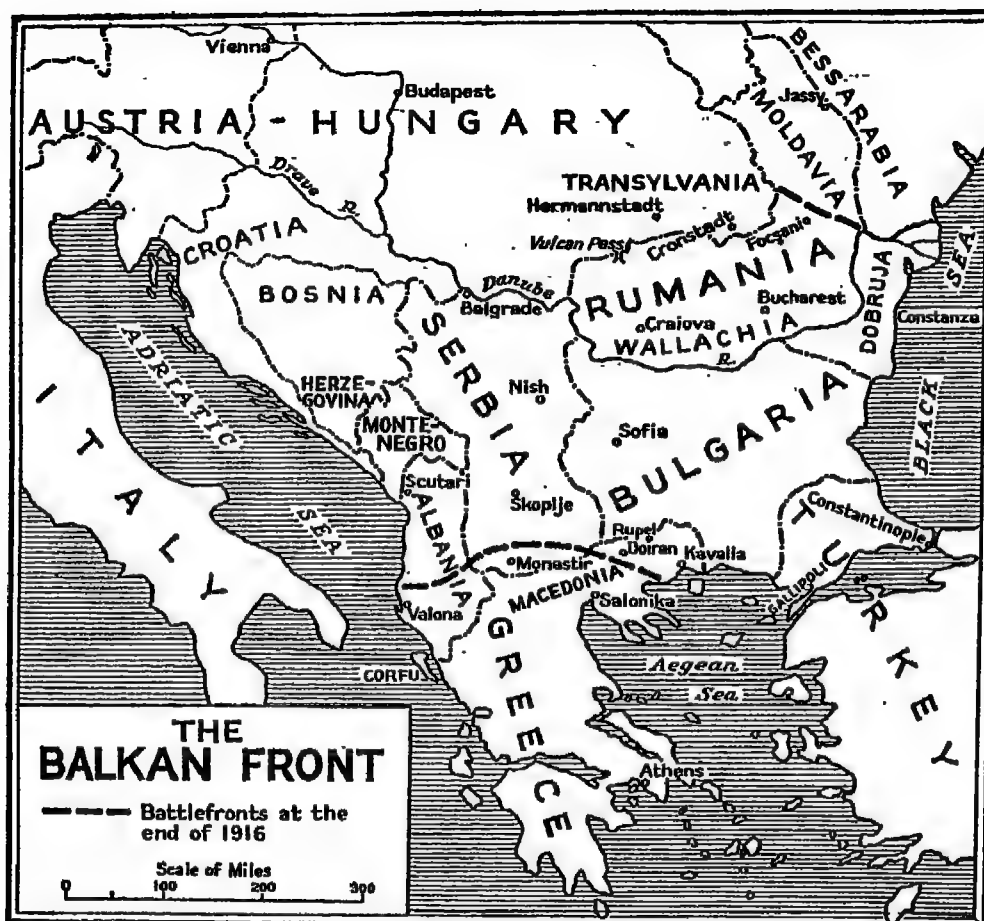 Vienna
Budapest
AUSTRIA - HUNGARY
BESSARABIA
Jassy
MOLDAVIA
Drave R.
TRANSYLVANIA
Hermannstadt
Vulcan Pass
Cronstadt
Focsani
CROATIA
BOSNIA
Belgrade
Danube
R.
RUMANIA
Bucharest
Craiova
WALLACHIA
DOBRUJA
Constanza
BLACK SEA
ADRIATIC SEA
SERBIA
HERZE-
GOVINA
MONTE-
NEGRO
Nish
Sofia
BULGARIA
ITALY
Scutari
ALBANIA
Skoplje
Rupel
Doiran
Kavalla
Constantinople
Monastir
MACEDONIA
Salonika
GALLIPOLI
TURKEY
Valona
CORFU
GREECE
Aegean
Sea
Athens
THE
BALKAN FRONT
Battlefronts at the
end of 1916
Scale of Miles
0 100 200 300